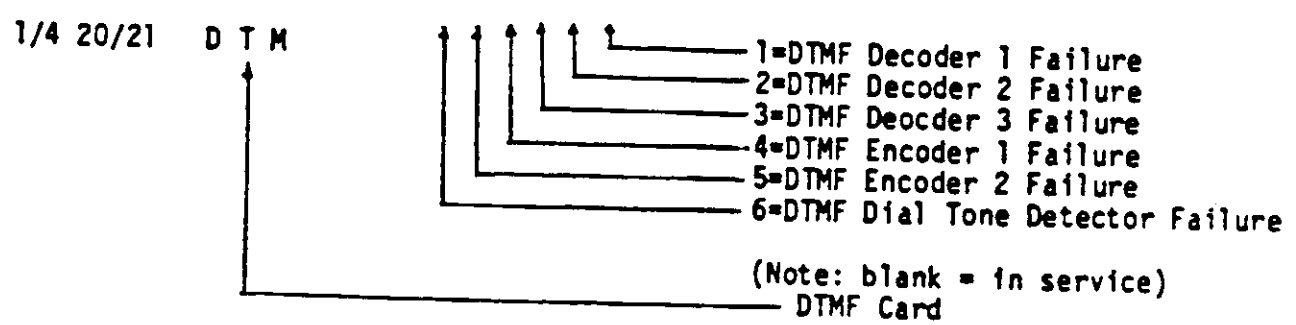 1/4 20/21 D T M
1=DTMF Decoder 1 Failure
2=DTMF Decoder 2 Failure
3=DTMF Deocder 3 Failure
4=DTMF Encoder 1 Failure
5=DTMF Encoder 2 Failure
6=DTMF Dial Tone Detector Failure
(Note: blank = in service)
DTMF Card